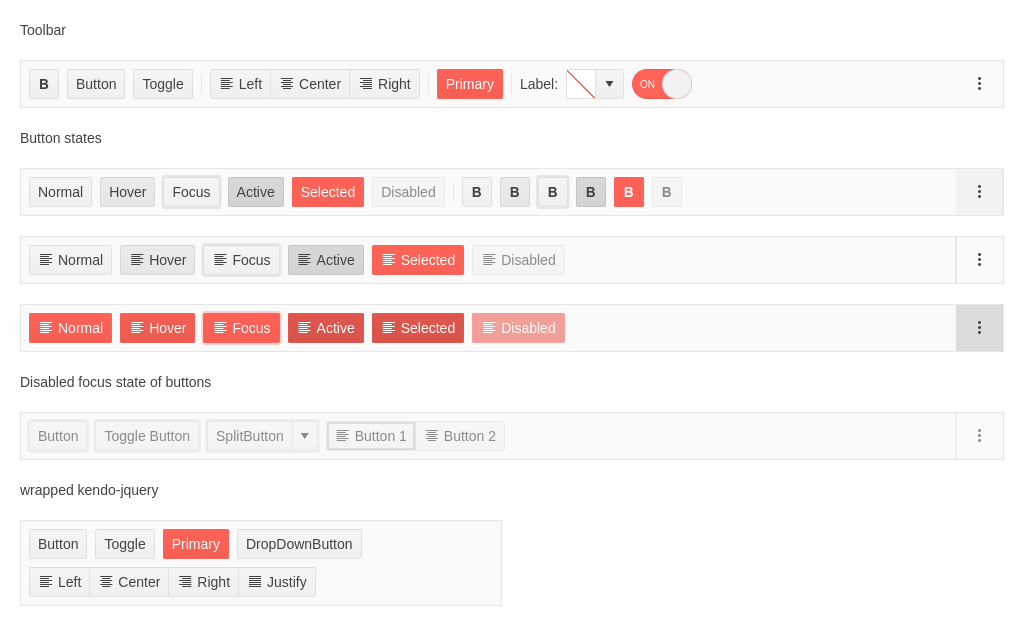 Toolbar
B Button Toggle Left Center Right Primary Label: ON
Button states
Normal Hover Focus Active Selected Disabled B B B B B B
Normal Hover Focus Active Selected Disabled
Normal Hover Focus Active Selected Disabled
Disabled focus state of buttons
Button Toggle Button SplitButton Button 1 Button 2
wrapped kendo-jquery
Button Toggle Primary DropDownButton
Left Center Right Justify